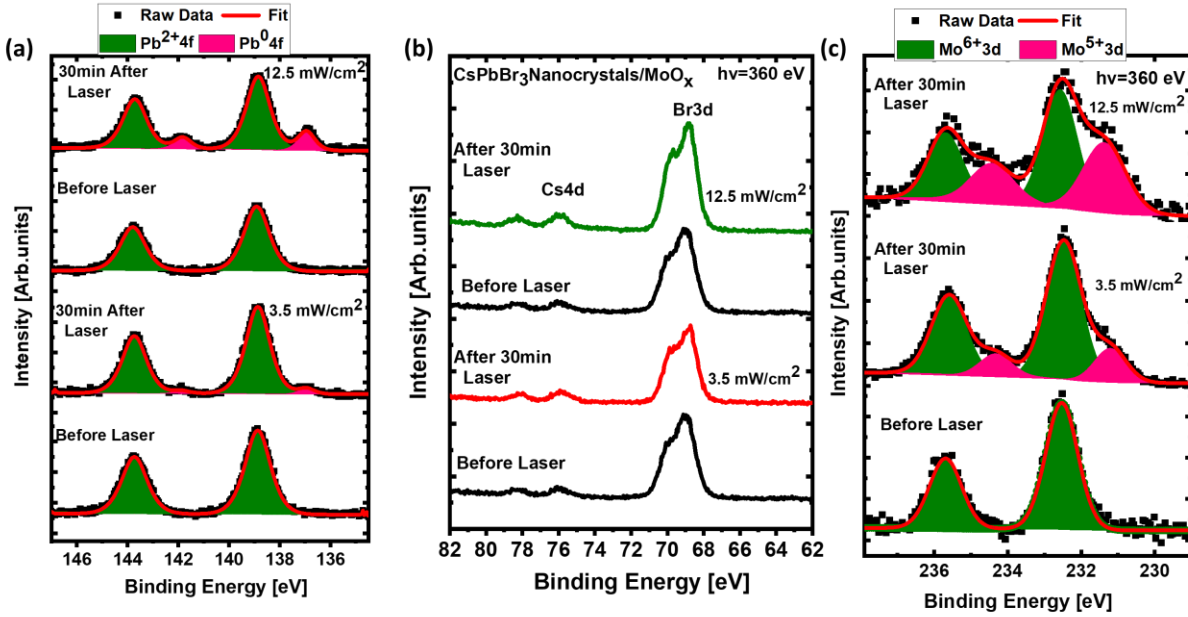 (a)
Raw Data Fit
Pb²⁺4f Pb⁰4f
30min After
Laser
12.5 mW/cm²
Before Laser
30min After
Laser
3.5 mW/cm²
Before Laser
Intensity [Arb.units]
146 144 142 140 138 136
Binding Energy [eV]
(b)
CsPbBr₃Nanocrystals/MoOₓ hν=360 eV
Br3d
After 30min
Laser
Cs4d
12.5 mW/cm²
Before Laser
After 30min
Laser
3.5 mW/cm²
Before Laser
Intensity [Arb.units]
82 80 78 76 74 72 70 68 66 64 62
Binding Energy [eV]
(c)
Raw Data Fit
Mo⁶⁺3d Mo⁵⁺3d
After 30min
Laser
hν=360 eV
12.5 mW/cm²
After 30min
Laser
3.5 mW/cm²
Before Laser
Intensity [Arb.units]
236 234 232 230
Binding Energy [eV]